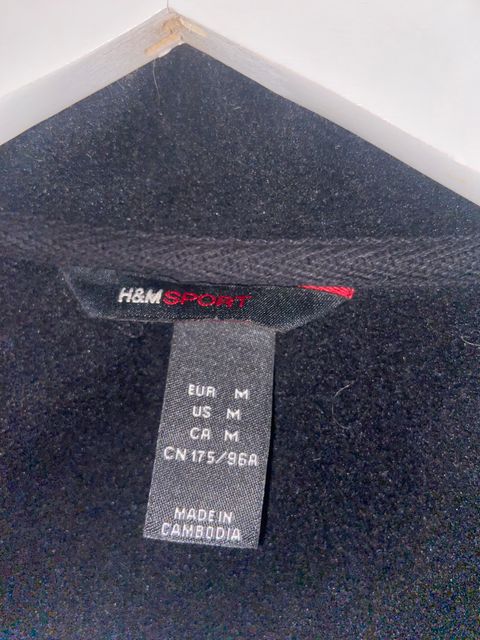 H&M SPORT
EUR M
US M
CA M
CN 175/96A
MADE IN
CAMBODIA